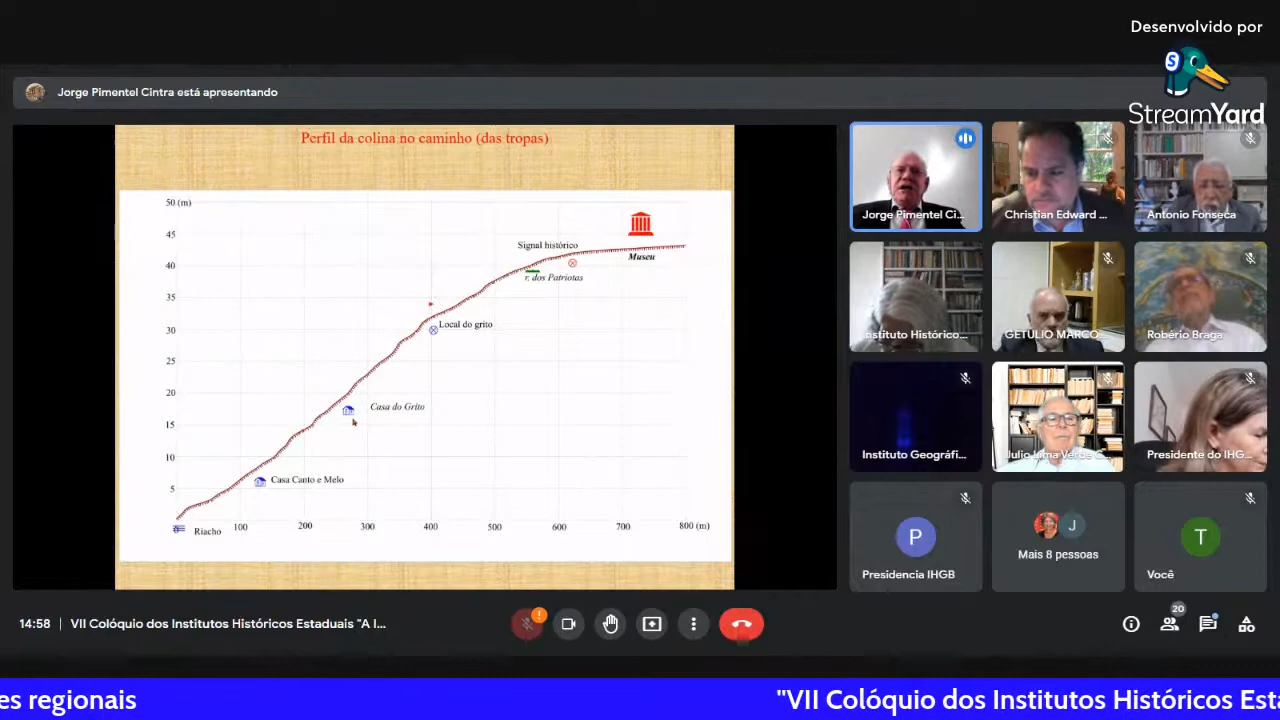 Desenvolvido por
StreamYard
Jorge Pimentel Cintra está apresentando
Perfil da colina no caminho (das tropas)
50 (m)
45
40
35
30
25
20
15
10
5
Signal histórico
Museu
r. dos Patriotas
Local do grito
Casa do Grito
Casa Canto e Melo
Riacho
100
200
300
400
500
600
700
800 (m)
Jorge Pimentel Ci...
Christian Edward ...
Antonio Fonseca
Instituto Histórico...
GETÚLIO MARCO...
Robério Braga
Instituto Geográfi...
Julio Lima Verde C...
Presidente do IHG...
P
Presidencia IHGB
J
Mais 8 pessoas
T
Você
14:58 | VII Colóquio dos Institutos Históricos Estaduais "A I...
20
es regionais
"VII Colóquio dos Institutos Históricos Esta